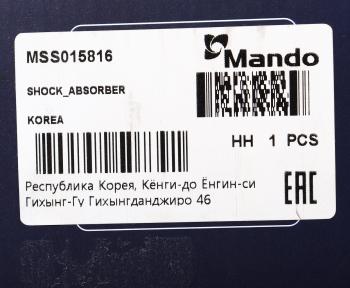 MSS015816
Mando
SHOCK_ABSORBER
KOREA
HH 1 PCS
Республика Корея, Кёнги-до Ёнгин-си
Гихынг-Гу Гихынгданджиро 46
EAC